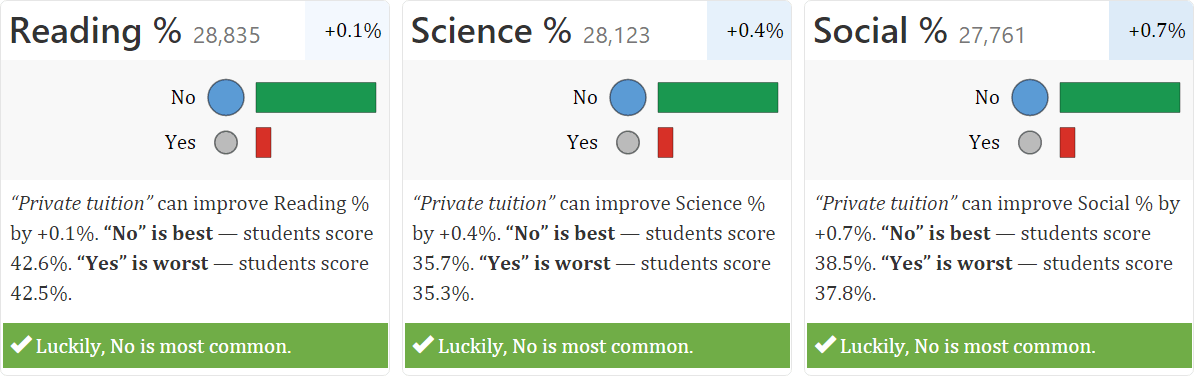 Reading % 28,835 +0.1%
No
Yes
“Private tuition” can improve Reading %
by +0.1%. “No” is best — students score
42.6%. “Yes” is worst — students score
42.5%.
✔ Luckily, No is most common.
Science % 28,123 +0.4%
No
Yes
“Private tuition” can improve Science %
by +0.4%. “No” is best — students score
35.7%. “Yes” is worst — students score
35.3%.
✔ Luckily, No is most common.
Social % 27,761 +0.7%
No
Yes
“Private tuition” can improve Social % by
+0.7%. “No” is best — students score
38.5%. “Yes” is worst — students score
37.8%.
✔ Luckily, No is most common.